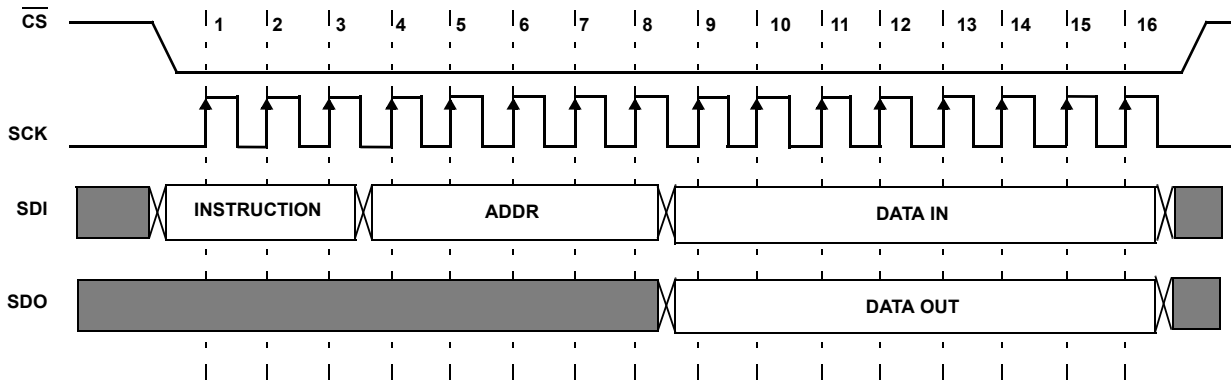 CS 1 2 3 4 5 6 7 8 9 10 11 12 13 14 15 16
SCK
SDI INSTRUCTION ADDR DATA IN
SDO DATA OUT